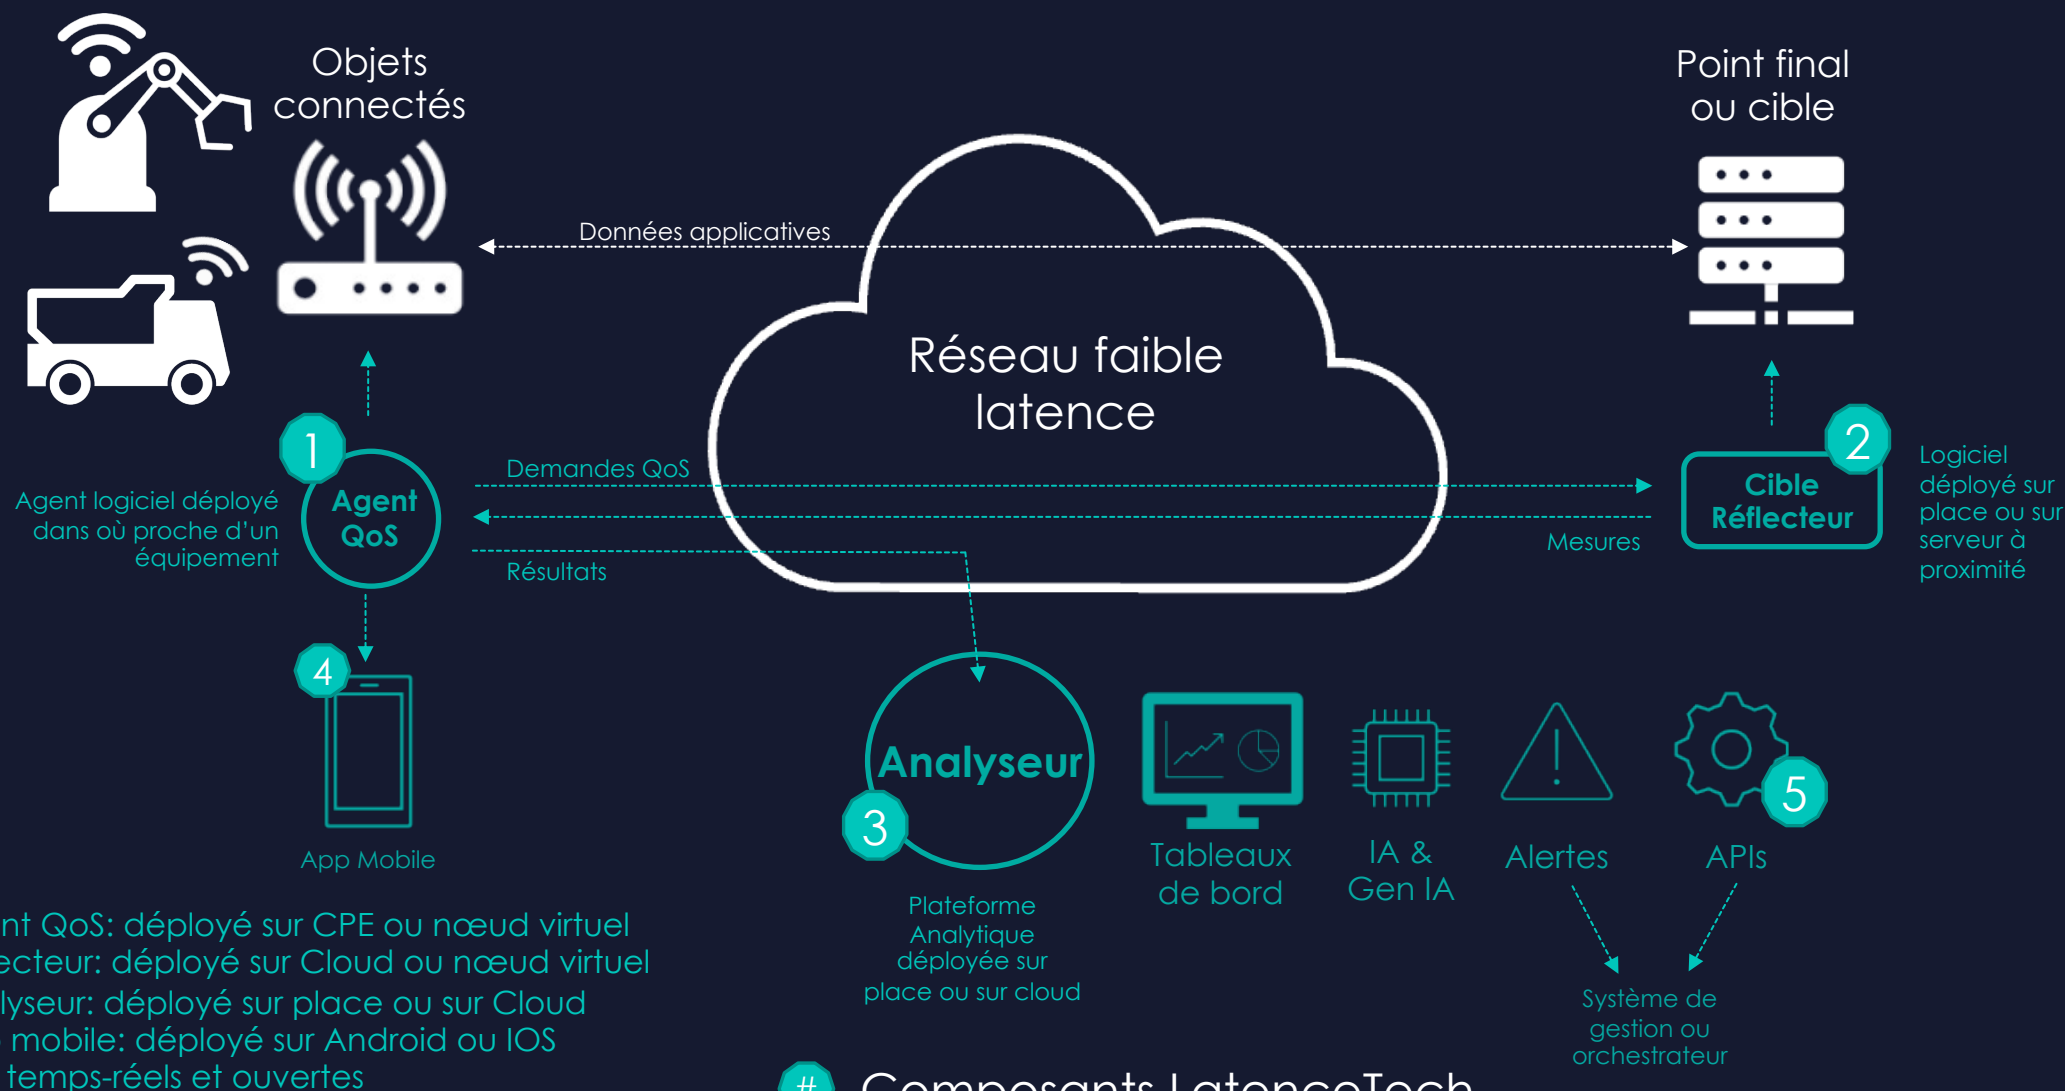 Objets
connectés
Point final
ou cible
Données applicatives
Réseau faible
latence
1
Agent
QoS
Agent logiciel déployé
dans où proche d'un
équipement
Demandes QoS
Mesures
Résultats
2
Cible
Réflecteur
Logiciel
déployé sur
place ou sur
serveur à
proximité
4
App Mobile
Analyseur
3
Plateforme
Analytique
déployée sur
place ou sur cloud
Tableaux
de bord
IA &
Gen IA
Alertes
5
APIs
Système de
gestion ou
orchestrateur
nt QoS: déployé sur CPE ou nœud virtuel
ecteur: déployé sur Cloud ou nœud virtuel
lyseur: déployé sur place ou sur Cloud
mobile: déployé sur Android ou IOS
temps-réels et ouvertes
# Composants LatenceTech